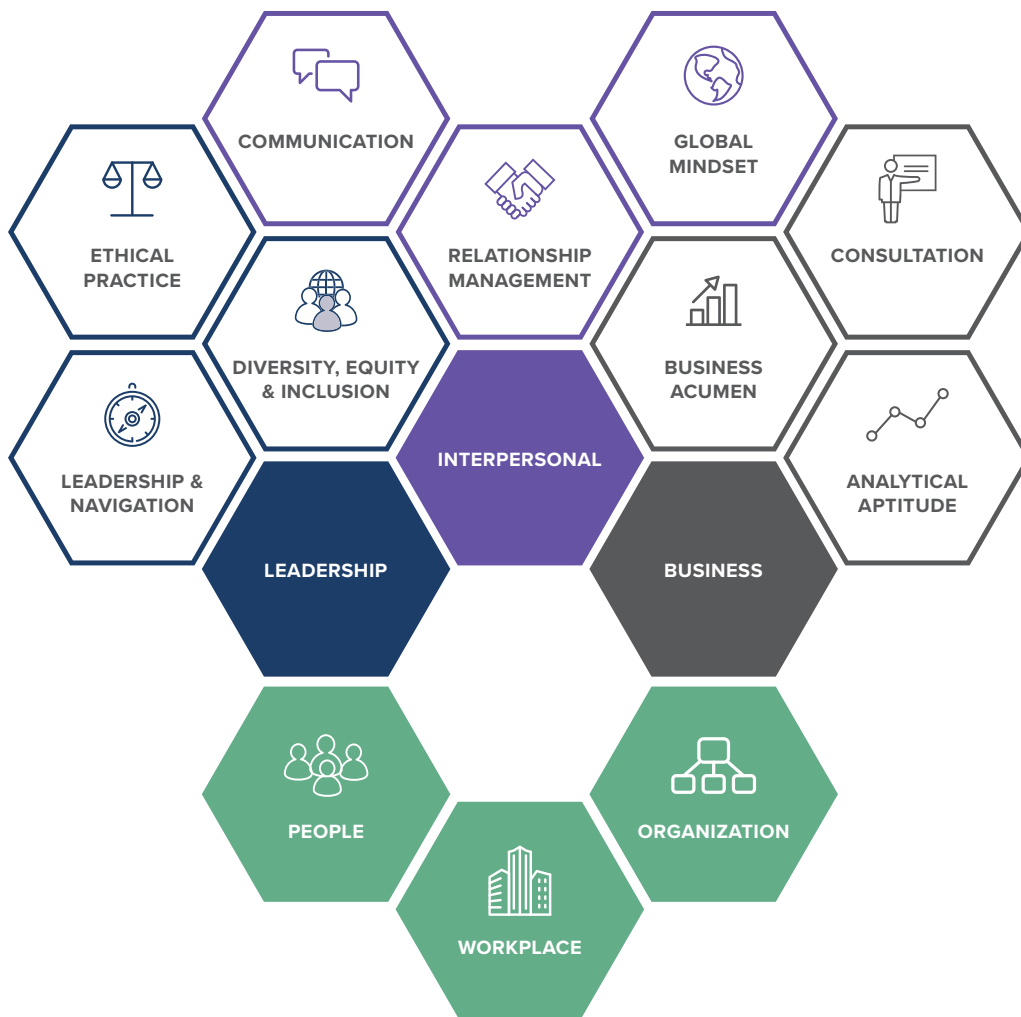 COMMUNICATION
GLOBAL
MINDSET
ETHICAL
PRACTICE
RELATIONSHIP
MANAGEMENT
CONSULTATION
DIVERSITY, EQUITY
& INCLUSION
BUSINESS
ACUMEN
LEADERSHIP &
NAVIGATION
INTERPERSONAL
ANALYTICAL
APTITUDE
LEADERSHIP
BUSINESS
PEOPLE
ORGANIZATION
WORKPLACE